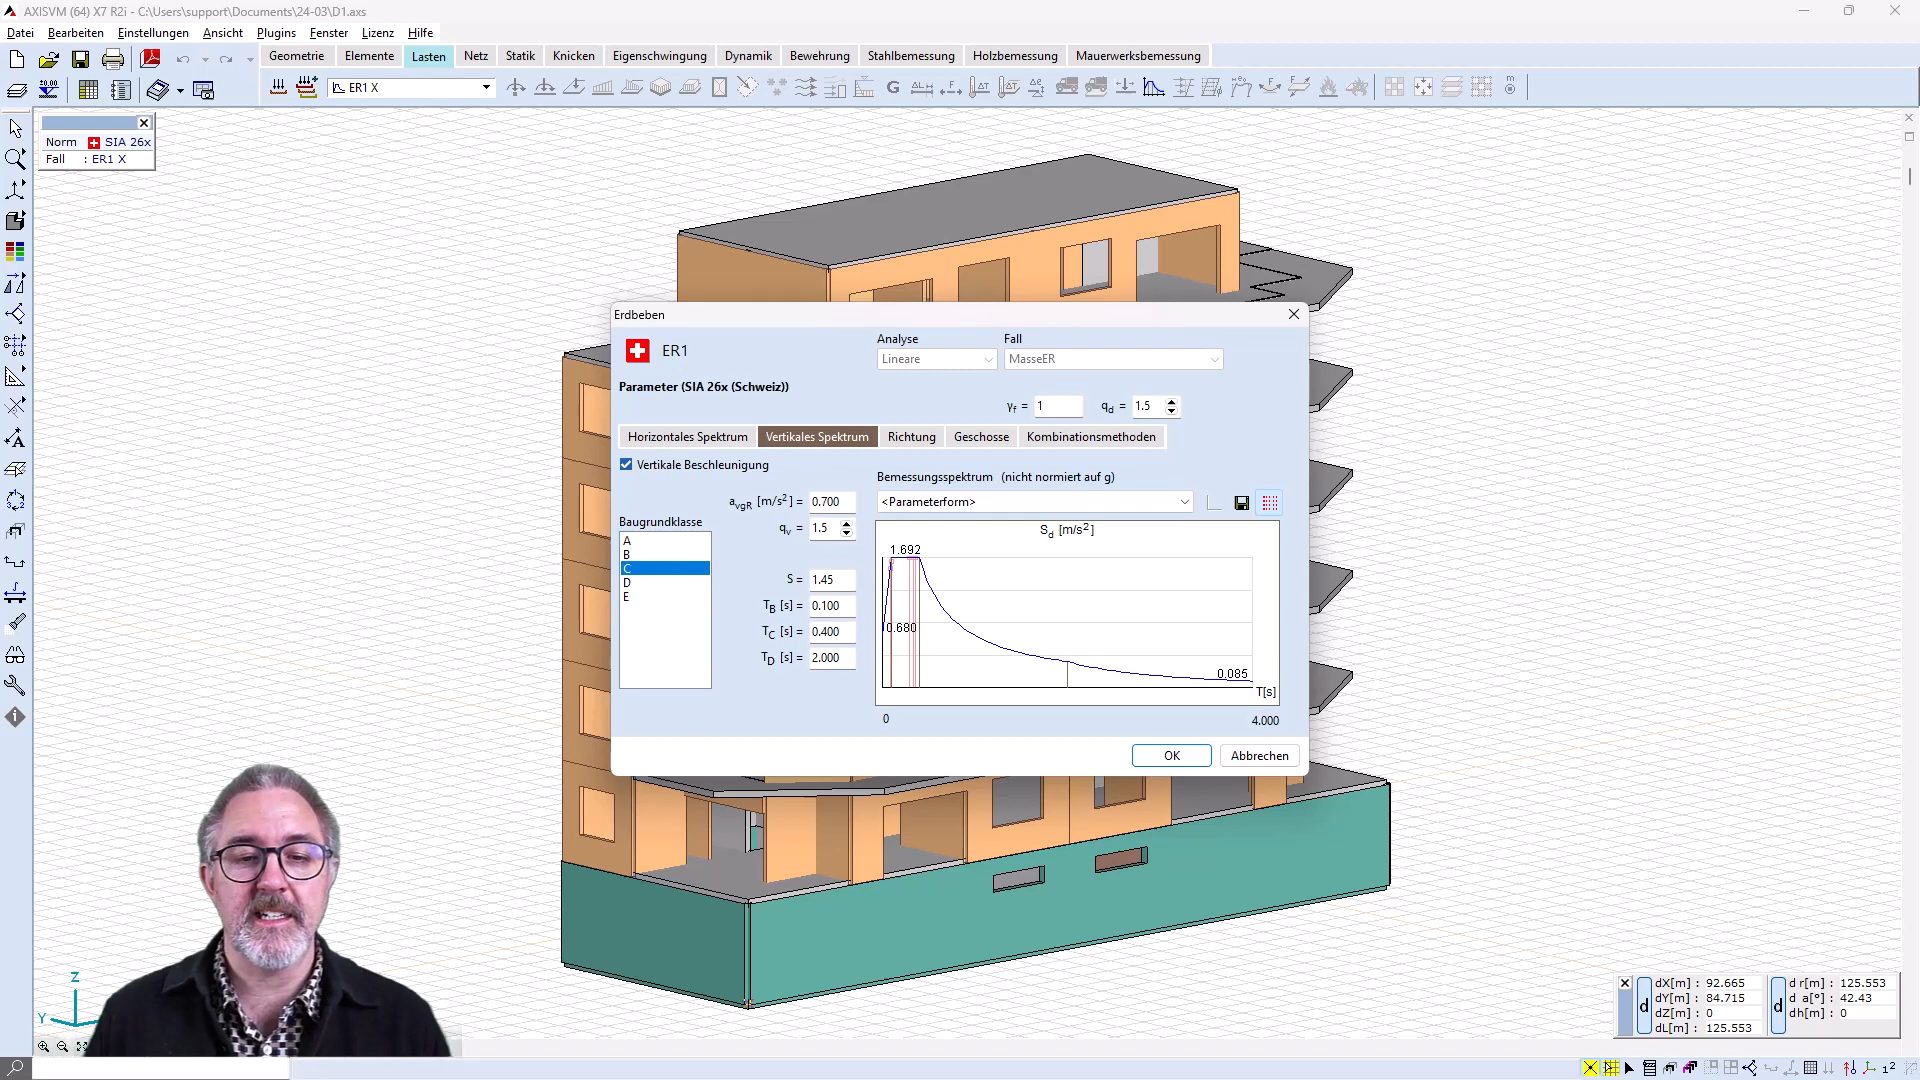 AXISVM (64) X7 R2i - C:\Users\support\Documents\24-03\D1.axs
Datei Bearbeiten Einstellungen Ansicht Plugins Fenster Lizenz Hilfe
Geometrie Elemente Lasten Netz Statik Knicken Eigenschwingung Dynamik Bewehrung Stahlbemessung Holzbemessung Mauerwerksbemessung
ER1 X
Norm SIA 26x
Fall : ER1 X
Erdbeben
ER1
Analyse Fall
Lineare MasseER
Parameter (SIA 26x (Schweiz))
γf = 1 qd = 1.5
Horizontales Spektrum Vertikales Spektrum Richtung Geschosse Kombinationsmethoden
Vertikale Beschleunigung
Bemessungsspektrum (nicht normiert auf g)
avgR [m/s²] = 0.700
<Parameterform>
Baugrundklasse
qv = 1.5
A
B
C
D
E
S = 1.45
TB [s] = 0.100
TC [s] = 0.400
TD [s] = 2.000
Sd [m/s²]
1.692
0.680
0.085
T[s]
0 4.000
OK Abbrechen
Z
Y
d dX[m] : 92.665
dY[m] : 84.715
dZ[m] : 0
dL[m] : 125.553
d d r[m] : 125.553
d a[°] : 42.43
dh[m] : 0